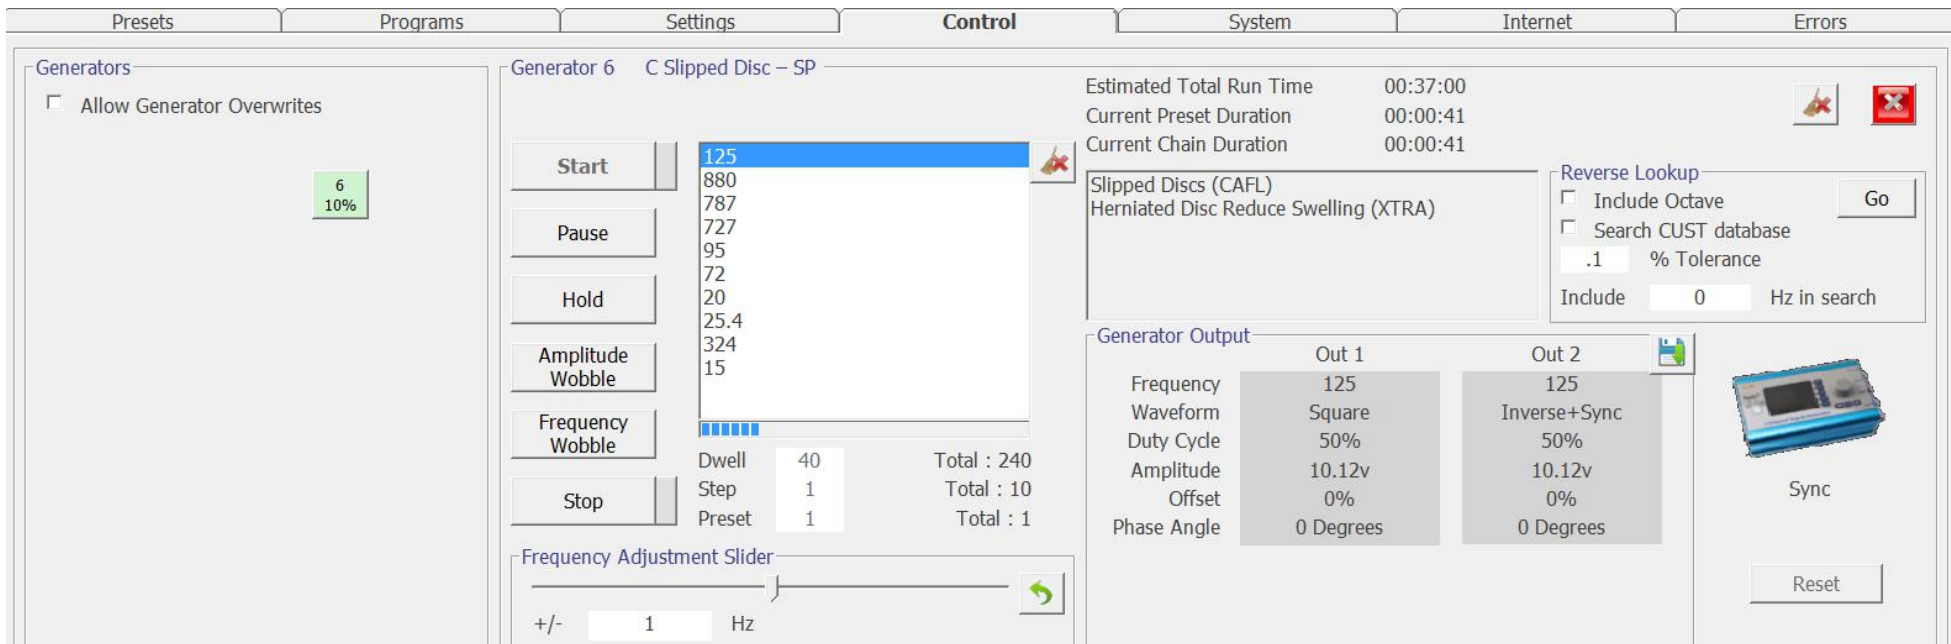 Presets Programs Settings Control System Internet Errors
Generators
Allow Generator Overwrites
6
10%
Generator 6 C Slipped Disc – SP
Start
Pause
Hold
Amplitude
Wobble
Frequency
Wobble
Stop
125
880
787
727
95
72
20
25.4
324
15
Dwell 40 Total : 240
Step 1 Total : 10
Preset 1 Total : 1
Frequency Adjustment Slider
+/- 1 Hz
Estimated Total Run Time 00:37:00
Current Preset Duration 00:00:41
Current Chain Duration 00:00:41
Slipped Discs (CAFL)
Herniated Disc Reduce Swelling (XTRA)
Reverse Lookup
Include Octave Go
Search CUST database
.1 % Tolerance
Include 0 Hz in search
Generator Output
Out 1 Out 2
Frequency 125 125
Waveform Square Inverse+Sync
Duty Cycle 50% 50%
Amplitude 10.12v 10.12v
Offset 0% 0%
Phase Angle 0 Degrees 0 Degrees
Sync
Reset